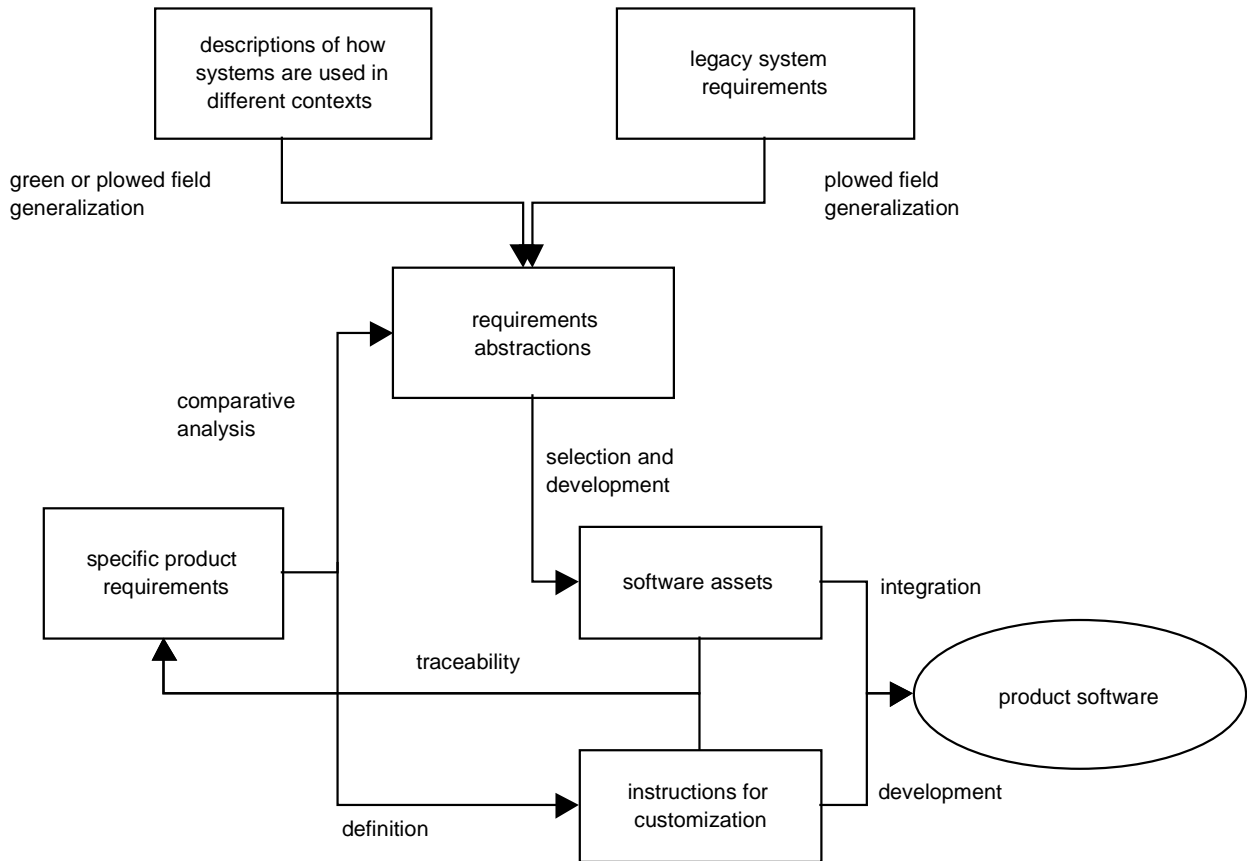 descriptions of how
systems are used in
different contexts
legacy system
requirements
green or plowed field
generalization
plowed field
generalization
requirements
abstractions
comparative
analysis
selection and
development
specific product
requirements
software assets
integration
traceability
product software
instructions for
customization
development
definition